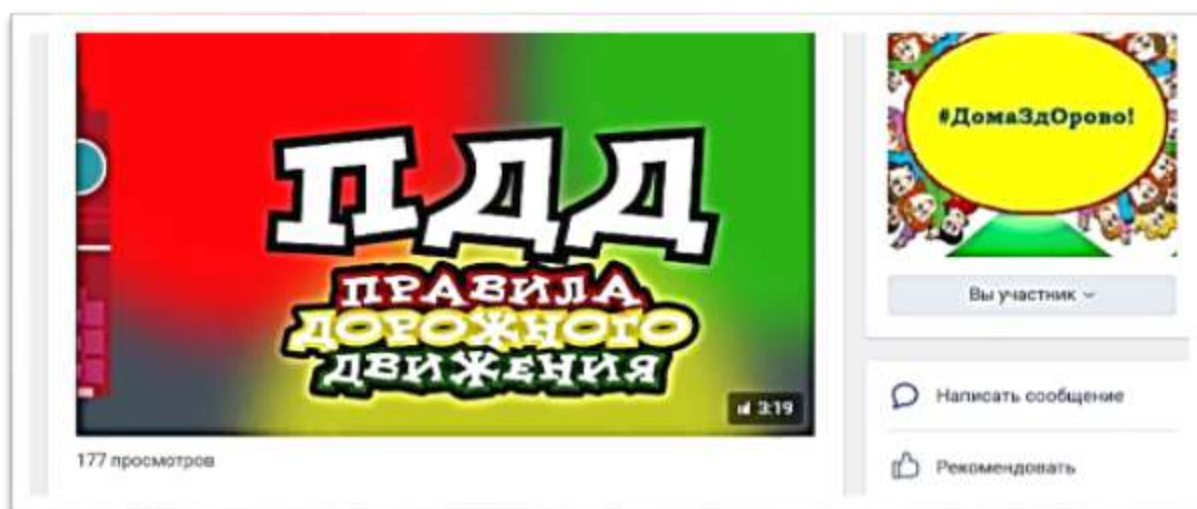 ПДД
ПРАВИЛА
ДОРОЖНОГО
ДВИЖЕНИЯ
3:19
177 просмотров
#ДомаЗдОрово!
Вы участник
Написать сообщение
Рекомендовать